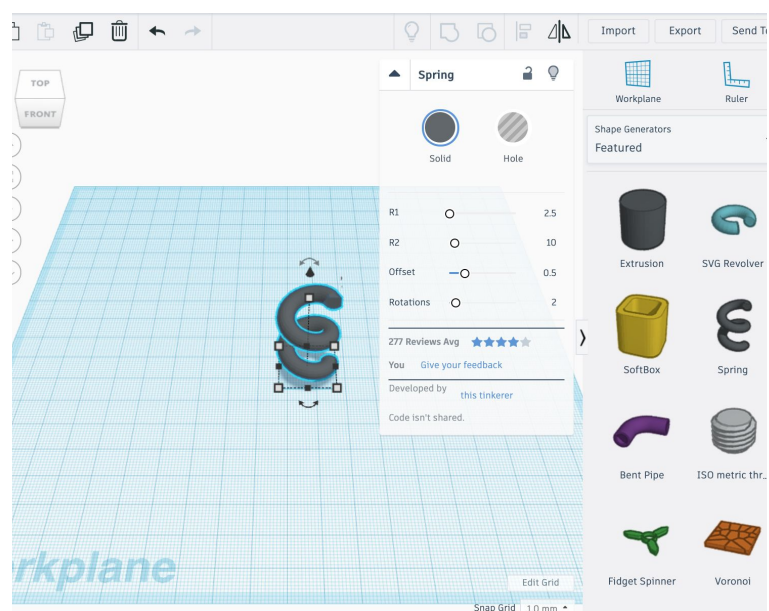 Import Export Send To
TOP
FRONT
Spring
Solid Hole
R1 2.5
R2 10
Offset 0.5
Rotations 2
277 Reviews Avg
You Give your feedback
Developed by this tinkerer
Code isn't shared.
Workplane Ruler
Shape Generators
Featured
Extrusion SVG Revolver
SoftBox Spring
Bent Pipe ISO metric thr...
Fidget Spinner Voronoi
rkplane
Edit Grid
Snap Grid 1.0 mm